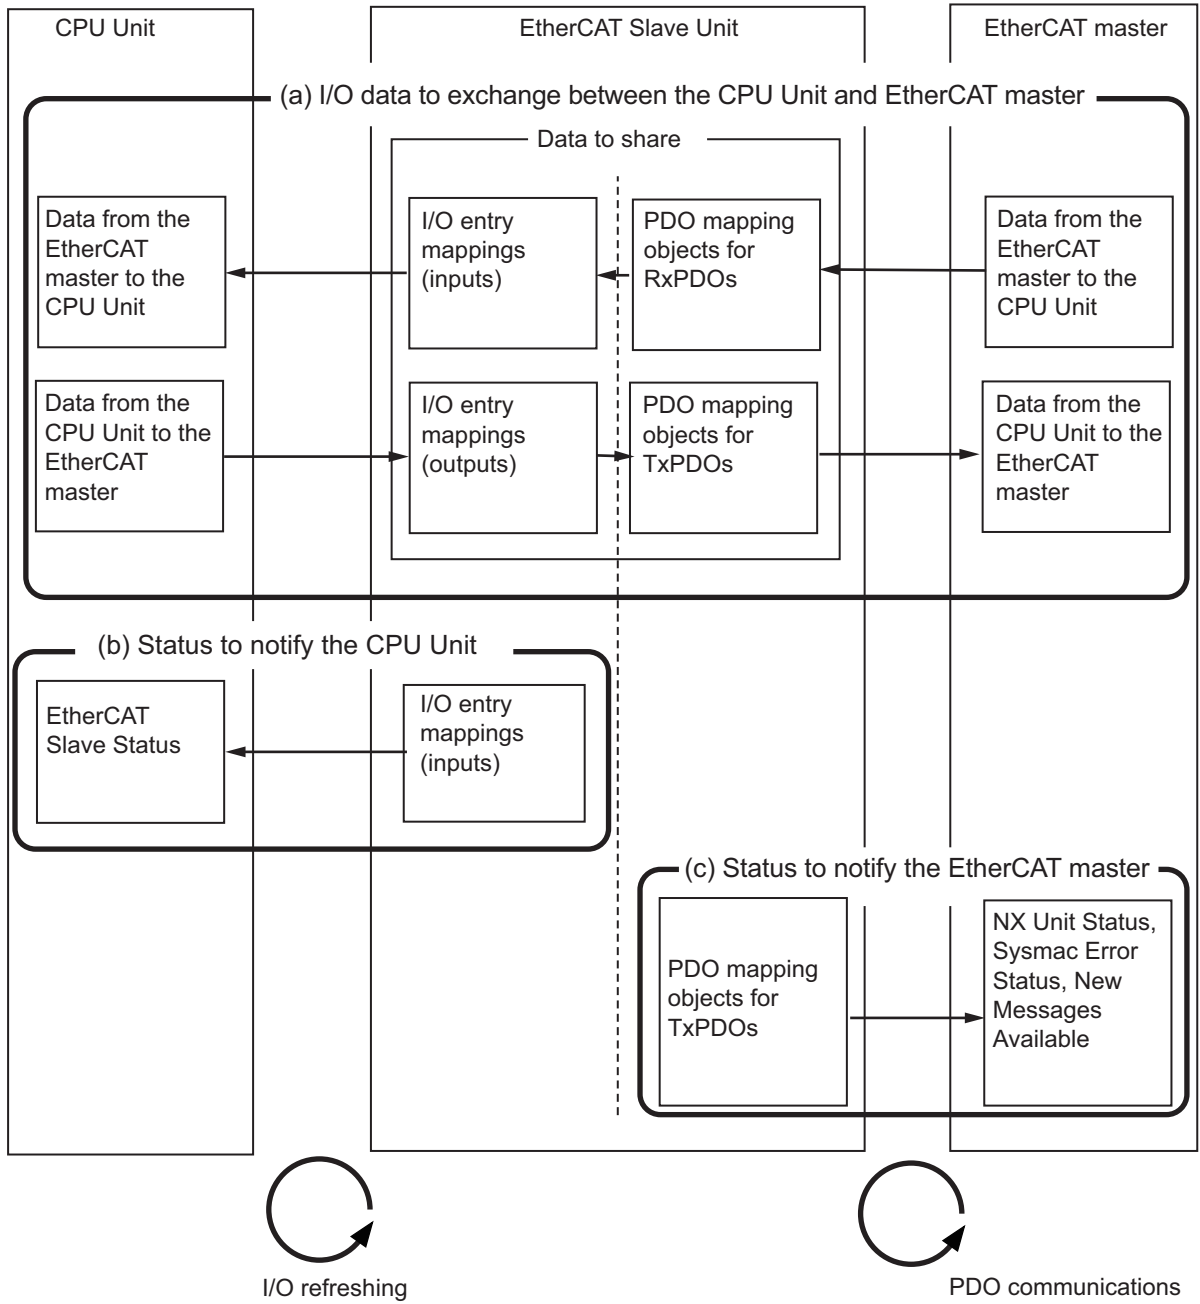 CPU Unit
EtherCAT Slave Unit
EtherCAT master
(a) I/O data to exchange between the CPU Unit and EtherCAT master
Data to share
Data from the
EtherCAT
master to the
CPU Unit
I/O entry
mappings
(inputs)
PDO mapping
objects for
RxPDOs
Data from the
EtherCAT
master to the
CPU Unit
Data from the
CPU Unit to the
EtherCAT
master
I/O entry
mappings
(outputs)
PDO mapping
objects for
TxPDOs
Data from the
CPU Unit to the
EtherCAT
master
(b) Status to notify the CPU Unit
EtherCAT
Slave Status
I/O entry
mappings
(inputs)
(c) Status to notify the EtherCAT master
PDO mapping
objects for
TxPDOs
NX Unit Status,
Sysmac Error
Status, New
Messages
Available
I/O refreshing
PDO communications